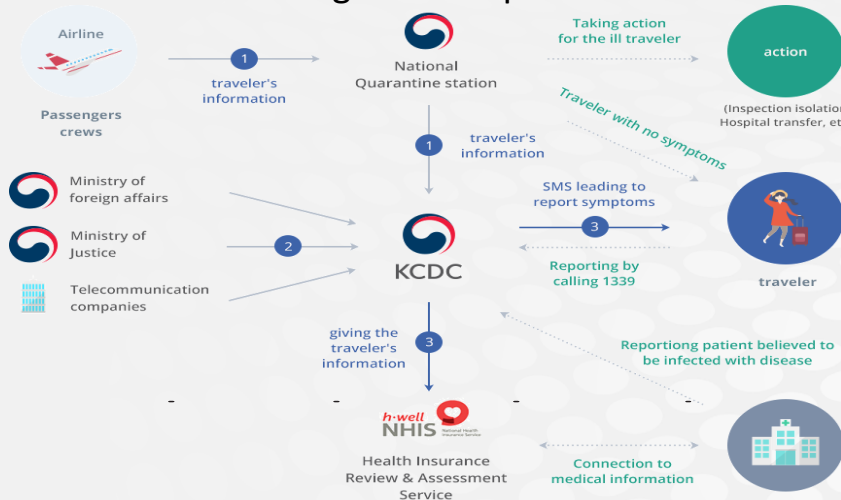 Airline
Passengers
crews
1
traveler's
information
National
Quarantine station
Taking action
for the ill traveler
action
(Inspection isolation
Hospital transfer, et
Traveler with no symptoms
1
traveler's
information
Ministry of
foreign affairs
Ministry of
Justice
Telecommunication
companies
2
KCDC
SMS leading to
report symptoms
3
Reporting by
calling 1339
traveler
giving the
traveler's
information
3
Reportiong patient believed to
be infected with disease
h·well
NHIS
National Health
Insurance Service
Health Insurance
Review & Assessment
Service
Connection to
medical information